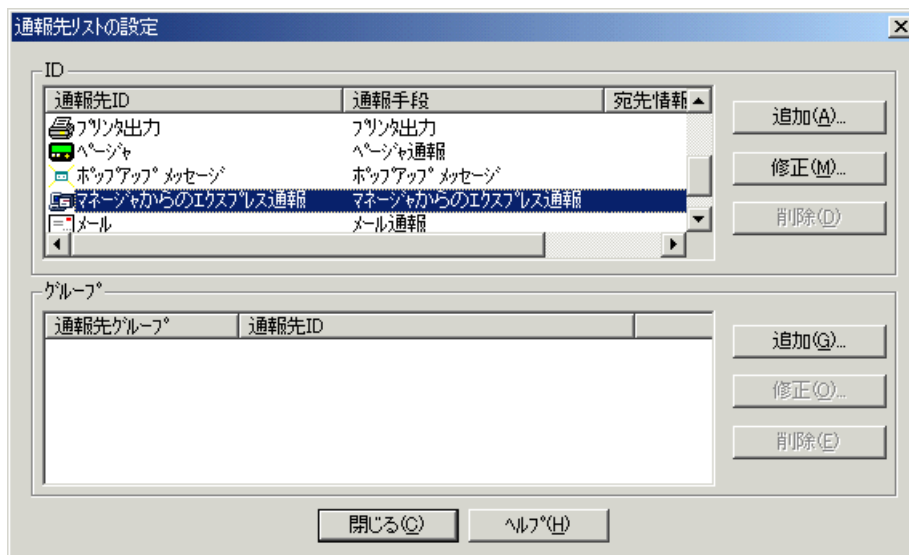 通報先リストの設定
ID
通報先ID 通報手段 宛先情報
プリンタ出力 プリンタ出力
ページャ ページャ通報
ポップアップ メッセージ ポップアップ メッセージ
マネージャからのエクスプレス通報 マネージャからのエクスプレス通報
メール メール通報
追加(A)...
修正(M)...
削除(D)
グループ
通報先グループ 通報先ID
追加(G)...
修正(O)...
削除(E)
閉じる(C) ヘルプ(H)